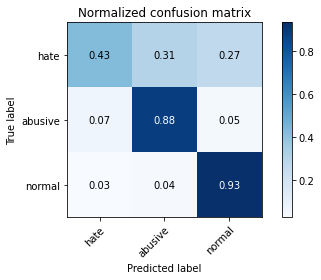 Normalized confusion matrix
True label
hate 0.43 0.31 0.27
abusive 0.07 0.88 0.05
normal 0.03 0.04 0.93
hate abusive normal
Predicted label
0.8
0.6
0.4
0.2